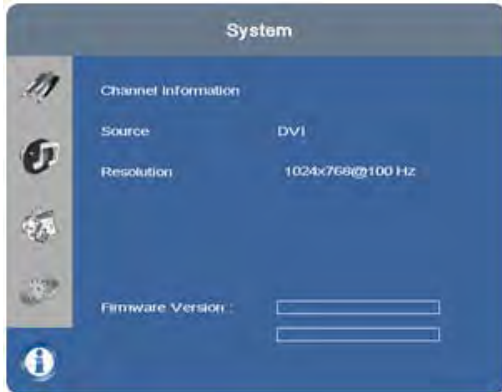 System
Channel Information
Source DVI
Resolution 1024x768@100 Hz
Firmware Version :